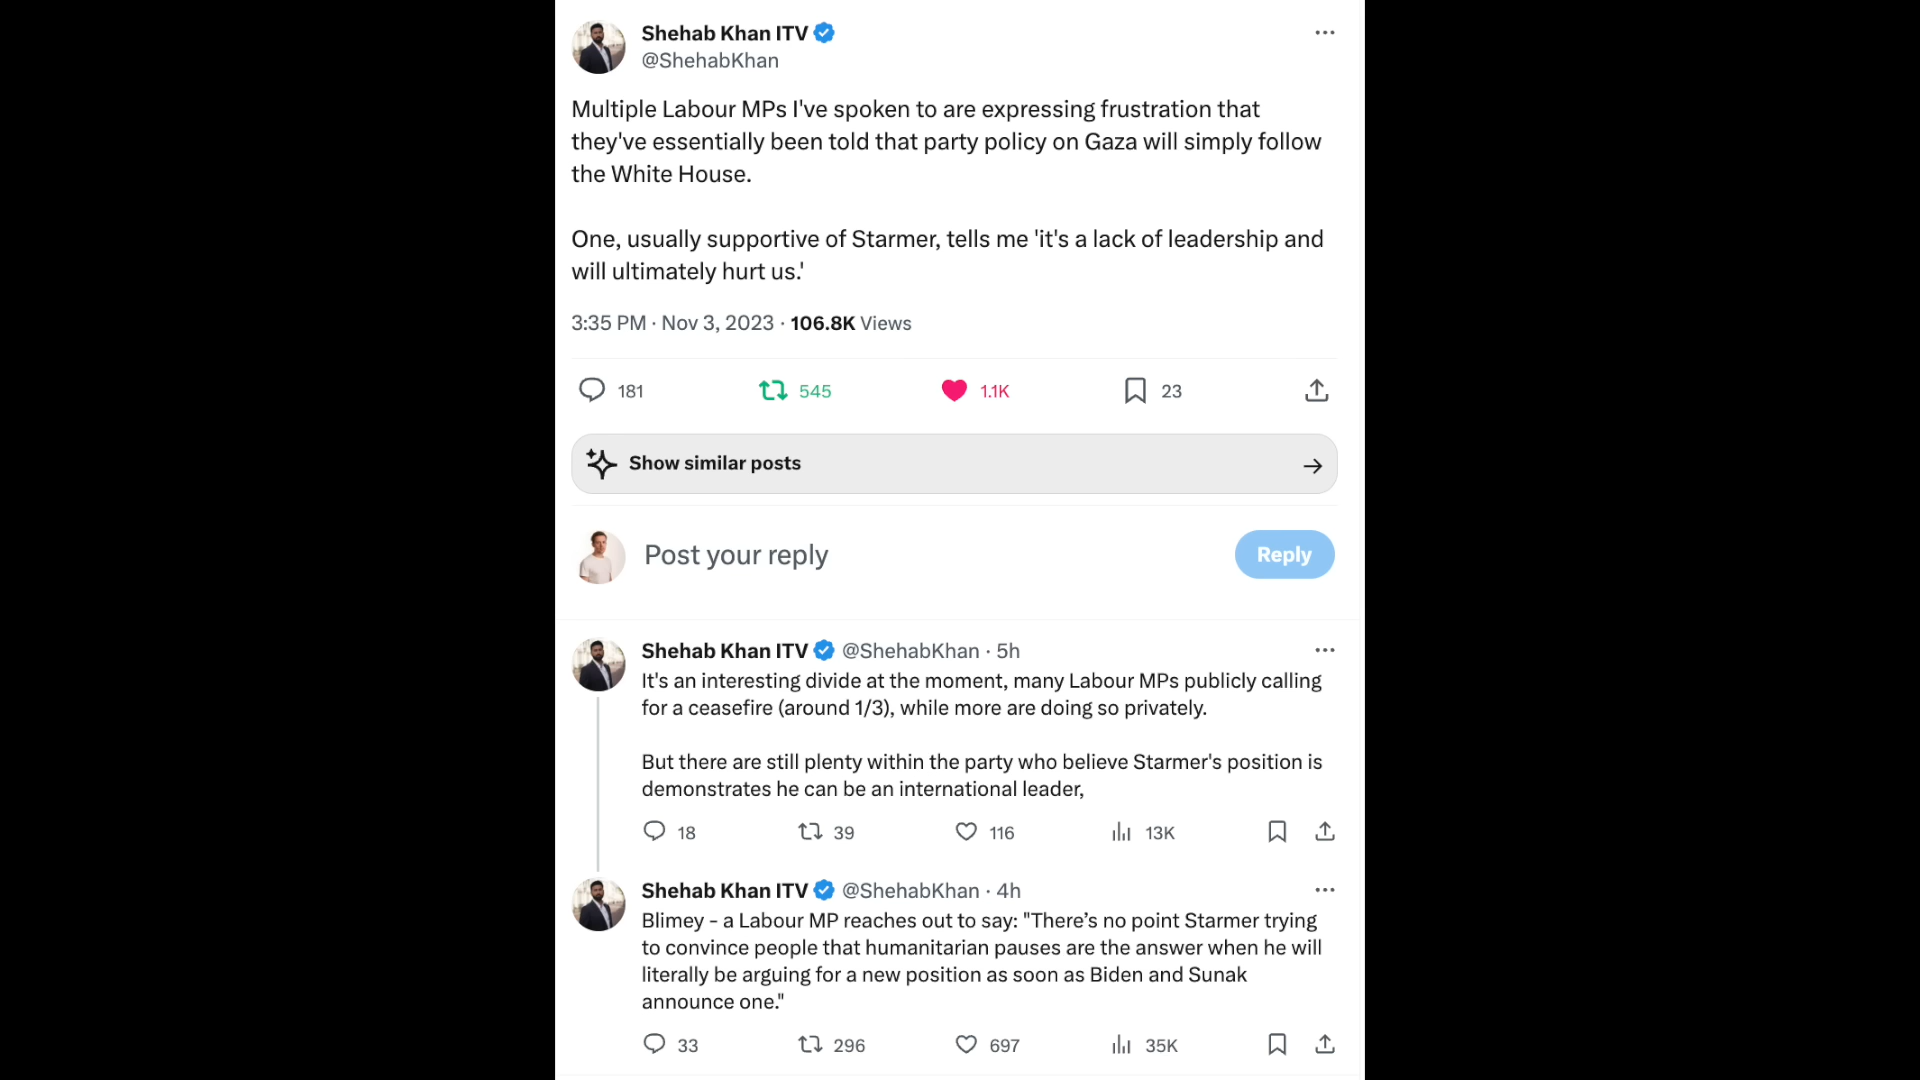 Shehab Khan ITV
@ShehabKhan
Multiple Labour MPs I've spoken to are expressing frustration that
they've essentially been told that party policy on Gaza will simply follow
the White House.
One, usually supportive of Starmer, tells me 'it's a lack of leadership and
will ultimately hurt us.'
3:35 PM · Nov 3, 2023 · 106.8K Views
181 545 1.1K 23
Show similar posts
Post your reply Reply
Shehab Khan ITV @ShehabKhan · 5h
It's an interesting divide at the moment, many Labour MPs publicly calling
for a ceasefire (around 1/3), while more are doing so privately.
But there are still plenty within the party who believe Starmer's position is
demonstrates he can be an international leader,
18 39 116 13K
Shehab Khan ITV @ShehabKhan · 4h
Blimey - a Labour MP reaches out to say: "There’s no point Starmer trying
to convince people that humanitarian pauses are the answer when he will
literally be arguing for a new position as soon as Biden and Sunak
announce one."
33 296 697 35K